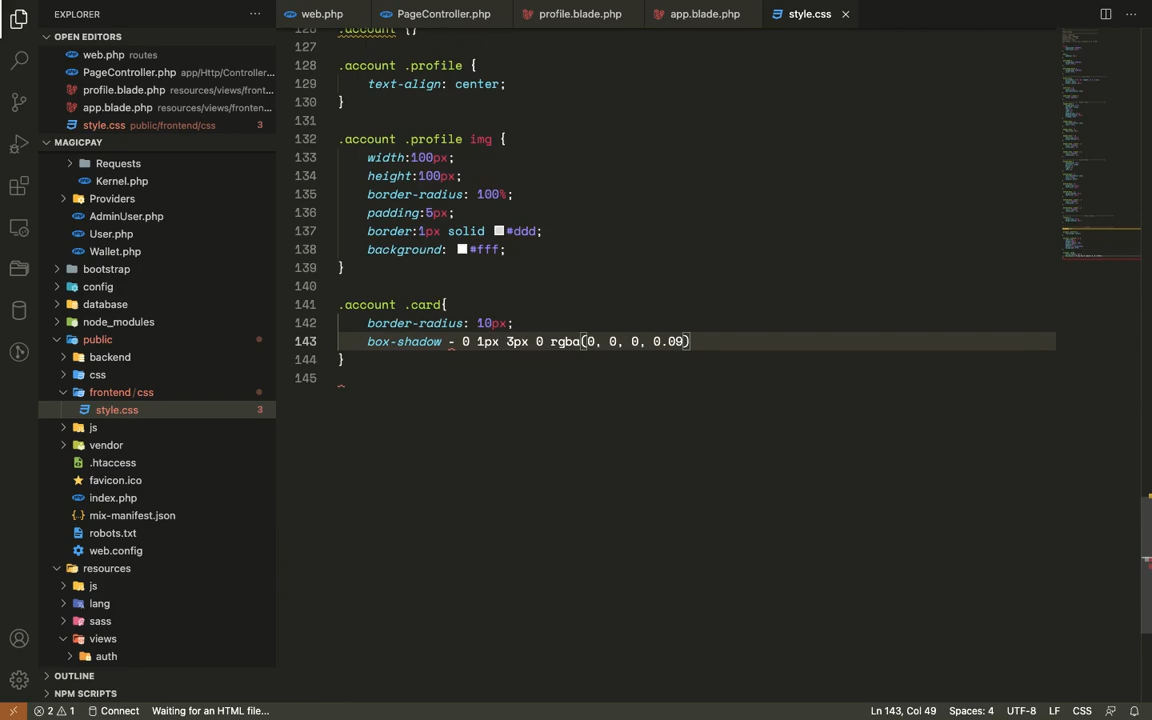 EXPLORER
web.php
PageController.php
profile.blade.php
app.blade.php
style.css
OPEN EDITORS
web.php routes
PageController.php app/Http/Controller...
profile.blade.php resources/views/front...
app.blade.php resources/views/fronten...
style.css public/frontend/css 3
MAGICPAY
Requests
Kernel.php
Providers
AdminUser.php
User.php
Wallet.php
bootstrap
config
database
node_modules
public
backend
css
frontend/css
style.css 3
js
vendor
.htaccess
favicon.ico
index.php
mix-manifest.json
robots.txt
web.config
resources
js
lang
sass
views
auth
OUTLINE
NPM SCRIPTS
126 .account {}
127
128 .account .profile {
129 text-align: center;
130 }
131
132 .account .profile img {
133 width:100px;
134 height:100px;
135 border-radius: 100%;
136 padding:5px;
137 border:1px solid #ddd;
138 background: #fff;
139 }
140
141 .account .card{
142 border-radius: 10px;
143 box-shadow - 0 1px 3px 0 rgba(0, 0, 0, 0.09)
144 }
145
2 1 Connect Waiting for an HTML file... Ln 143, Col 49 Spaces: 4 UTF-8 LF CSS